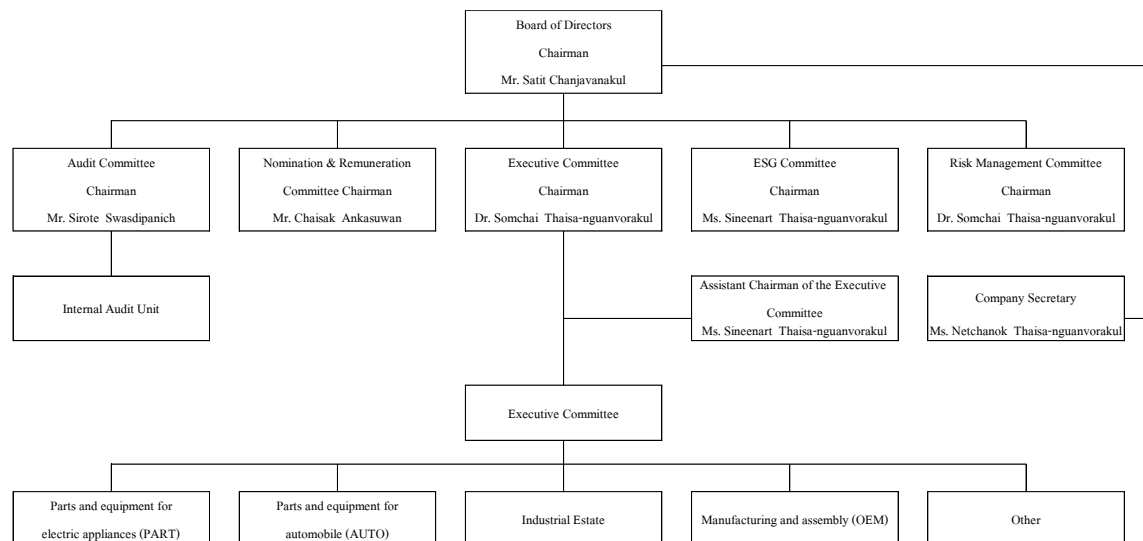 Board of Directors
Chairman
Mr. Satit Chanjavanakul
Audit Committee
Chairman
Mr. Sirote Swasdipanich
Nomination & Remuneration
Committee Chairman
Mr. Chaisak Ankasuwan
Executive Committee
Chairman
Dr. Somchai Thaisa-nguanvorakul
ESG Committee
Chairman
Ms. Sineenart Thaisa-nguanvorakul
Risk Management Committee
Chairman
Dr. Somchai Thaisa-nguanvorakul
Internal Audit Unit
Assistant Chairman of the Executive
Committee
Ms. Sineenart Thaisa-nguanvorakul
Company Secretary
Ms. Netchanok Thaisa-nguanvorakul
Executive Committee
Parts and equipment for
electric appliances (PART)
Parts and equipment for
automobile (AUTO)
Industrial Estate
Manufacturing and assembly (OEM)
Other